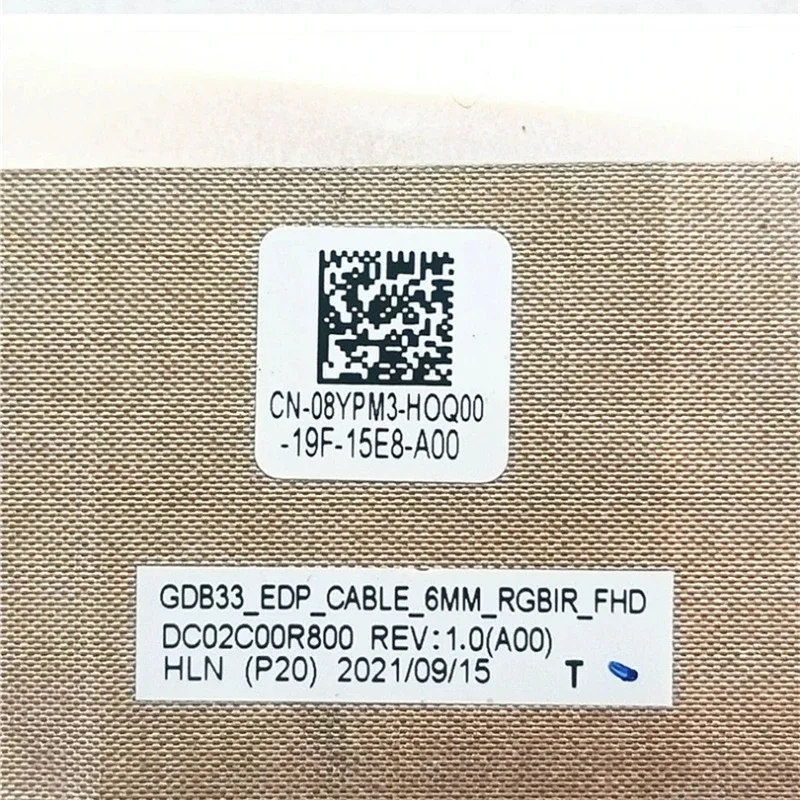 CN-08YPM3-HOQ00
-19F-15E8-A00
GDB33_EDP_CABLE_6MM_RGBIR_FHD
DC02C00R800 REV:1.0(A00)
HLN (P20) 2021/09/15 T